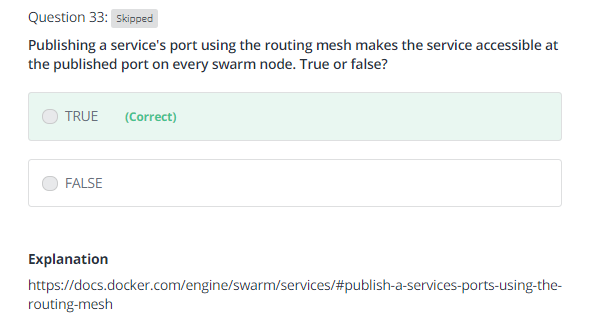 Question 33: Skipped
Publishing a service's port using the routing mesh makes the service accessible at
the published port on every swarm node. True or false?
TRUE (Correct)
FALSE
Explanation
https://docs.docker.com/engine/swarm/services/#publish-a-services-ports-using-the-
routing-mesh